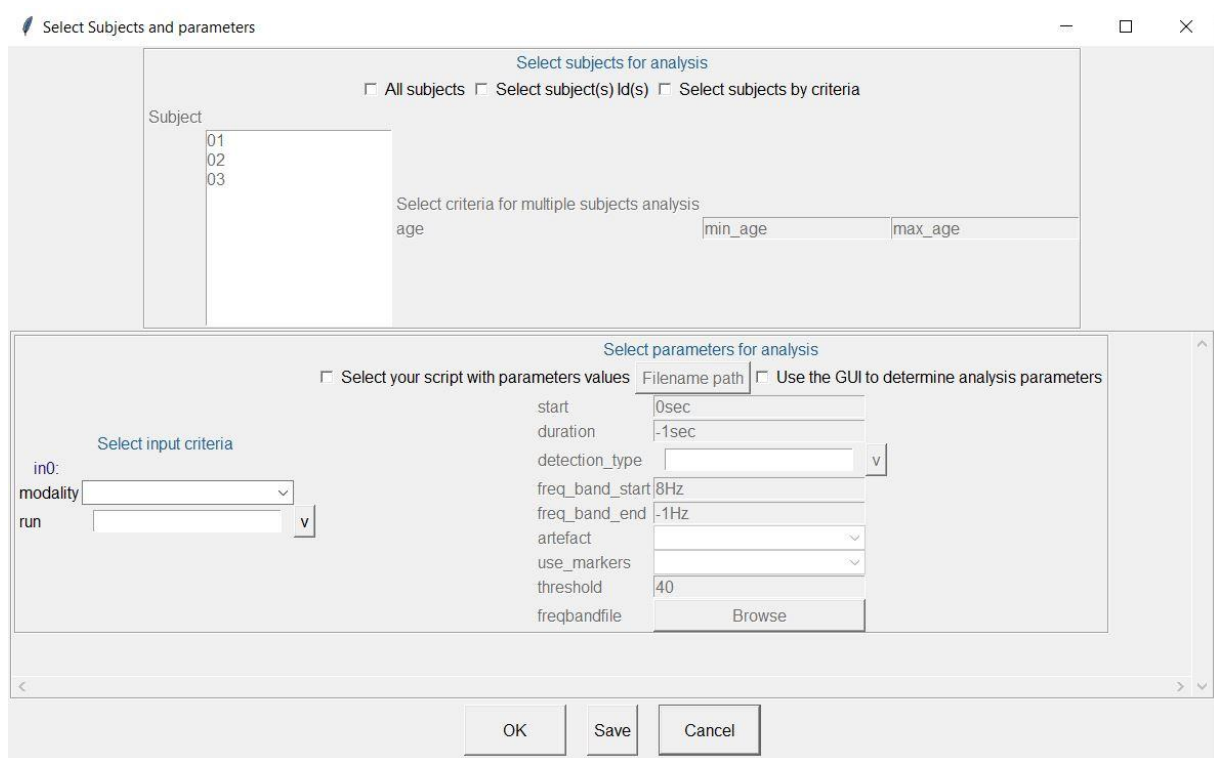 Select Subjects and parameters
Select subjects for analysis
All subjects Select subject(s) Id(s) Select subjects by criteria
Subject
01
02
03
Select criteria for multiple subjects analysis
age min_age max_age
Select parameters for analysis
Select your script with parameters values Filename path Use the GUI to determine analysis parameters
start 0sec
duration -1sec
Select input criteria
detection_type v
in0:
modality
freq_band_start 8Hz
freq_band_end -1Hz
run v
artefact
use_markers
threshold 40
freqbandfile Browse
OK Save Cancel